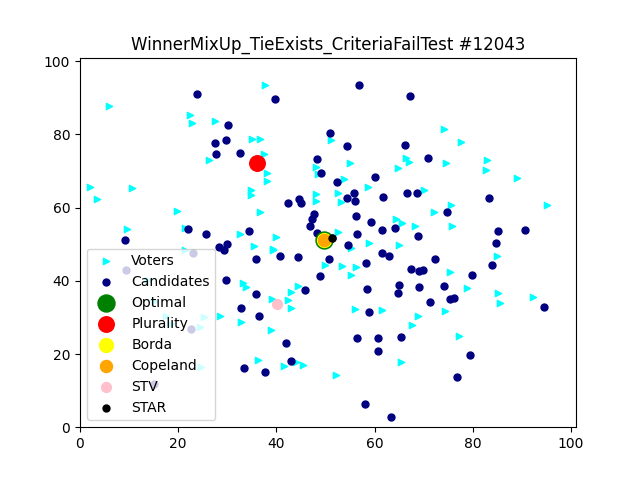 WinnerMixUp_TieExists_CriteriaFailTest #12043
100
80
60
40
20
0
Voters
Candidates
Optimal
Plurality
Borda
Copeland
STV
STAR
0 20 40 60 80 100